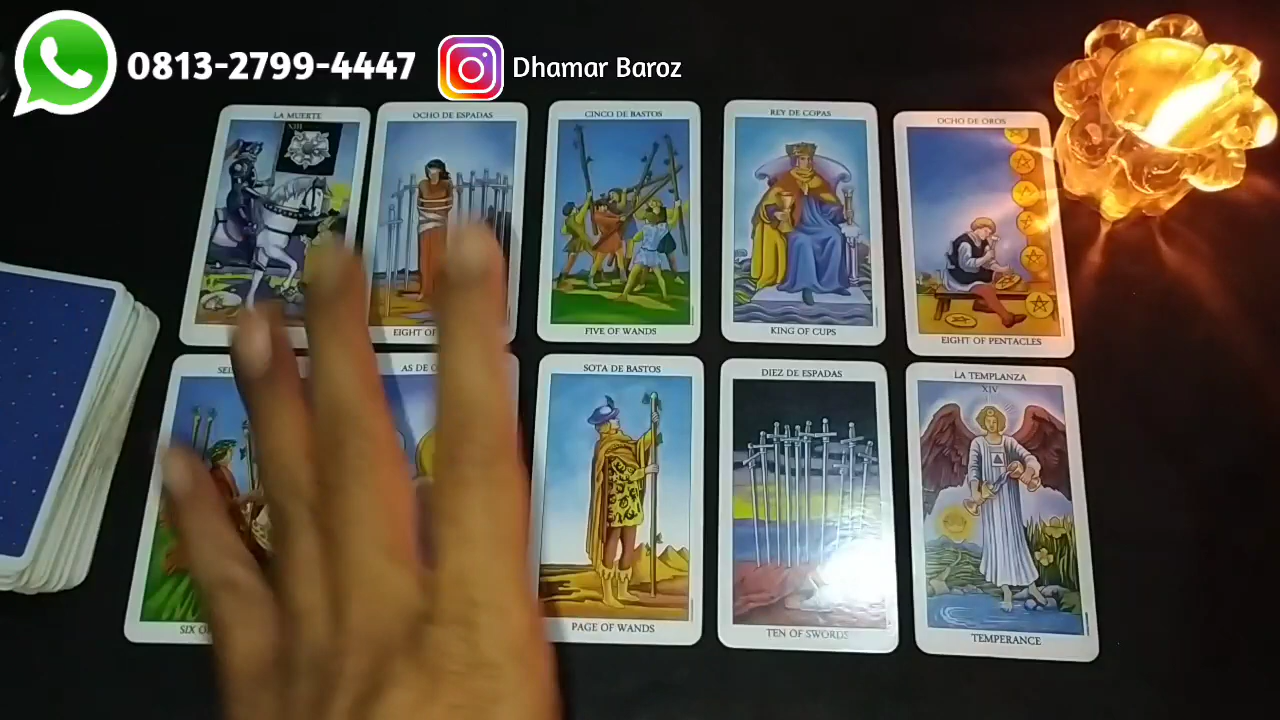 0813-2799-4447
Dhamar Baroz
LA MUERTE
XIII
OCHO DE ESPADAS
EIGHT OF
CINCO DE BASTOS
FIVE OF WANDS
REY DE COPAS
KING OF CUPS
OCHO DE OROS
EIGHT OF PENTACLES
AS DE
SOTA DE BASTOS
PAGE OF WANDS
DIEZ DE ESPADAS
TEN OF SWORDS
LA TEMPLANZA
XIV
TEMPERANCE